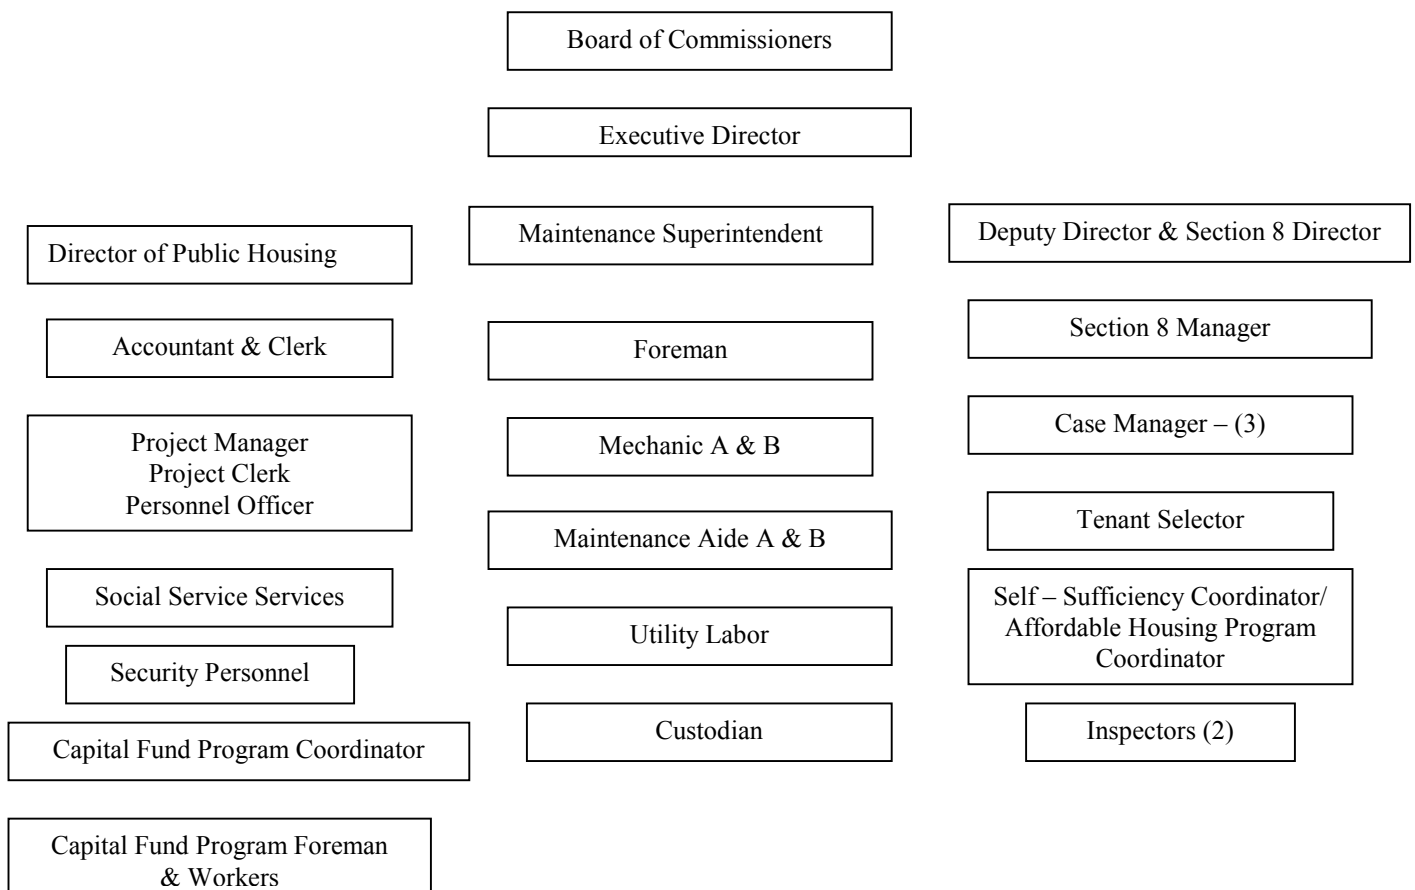 Board of Commissioners
Executive Director
Director of Public Housing
Accountant & Clerk
Project Manager
Project Clerk
Personnel Officer
Social Service Services
Security Personnel
Capital Fund Program Coordinator
Capital Fund Program Foreman
& Workers
Maintenance Superintendent
Foreman
Mechanic A & B
Maintenance Aide A & B
Utility Labor
Custodian
Deputy Director & Section 8 Director
Section 8 Manager
Case Manager – (3)
Tenant Selector
Self – Sufficiency Coordinator/
Affordable Housing Program
Coordinator
Inspectors (2)